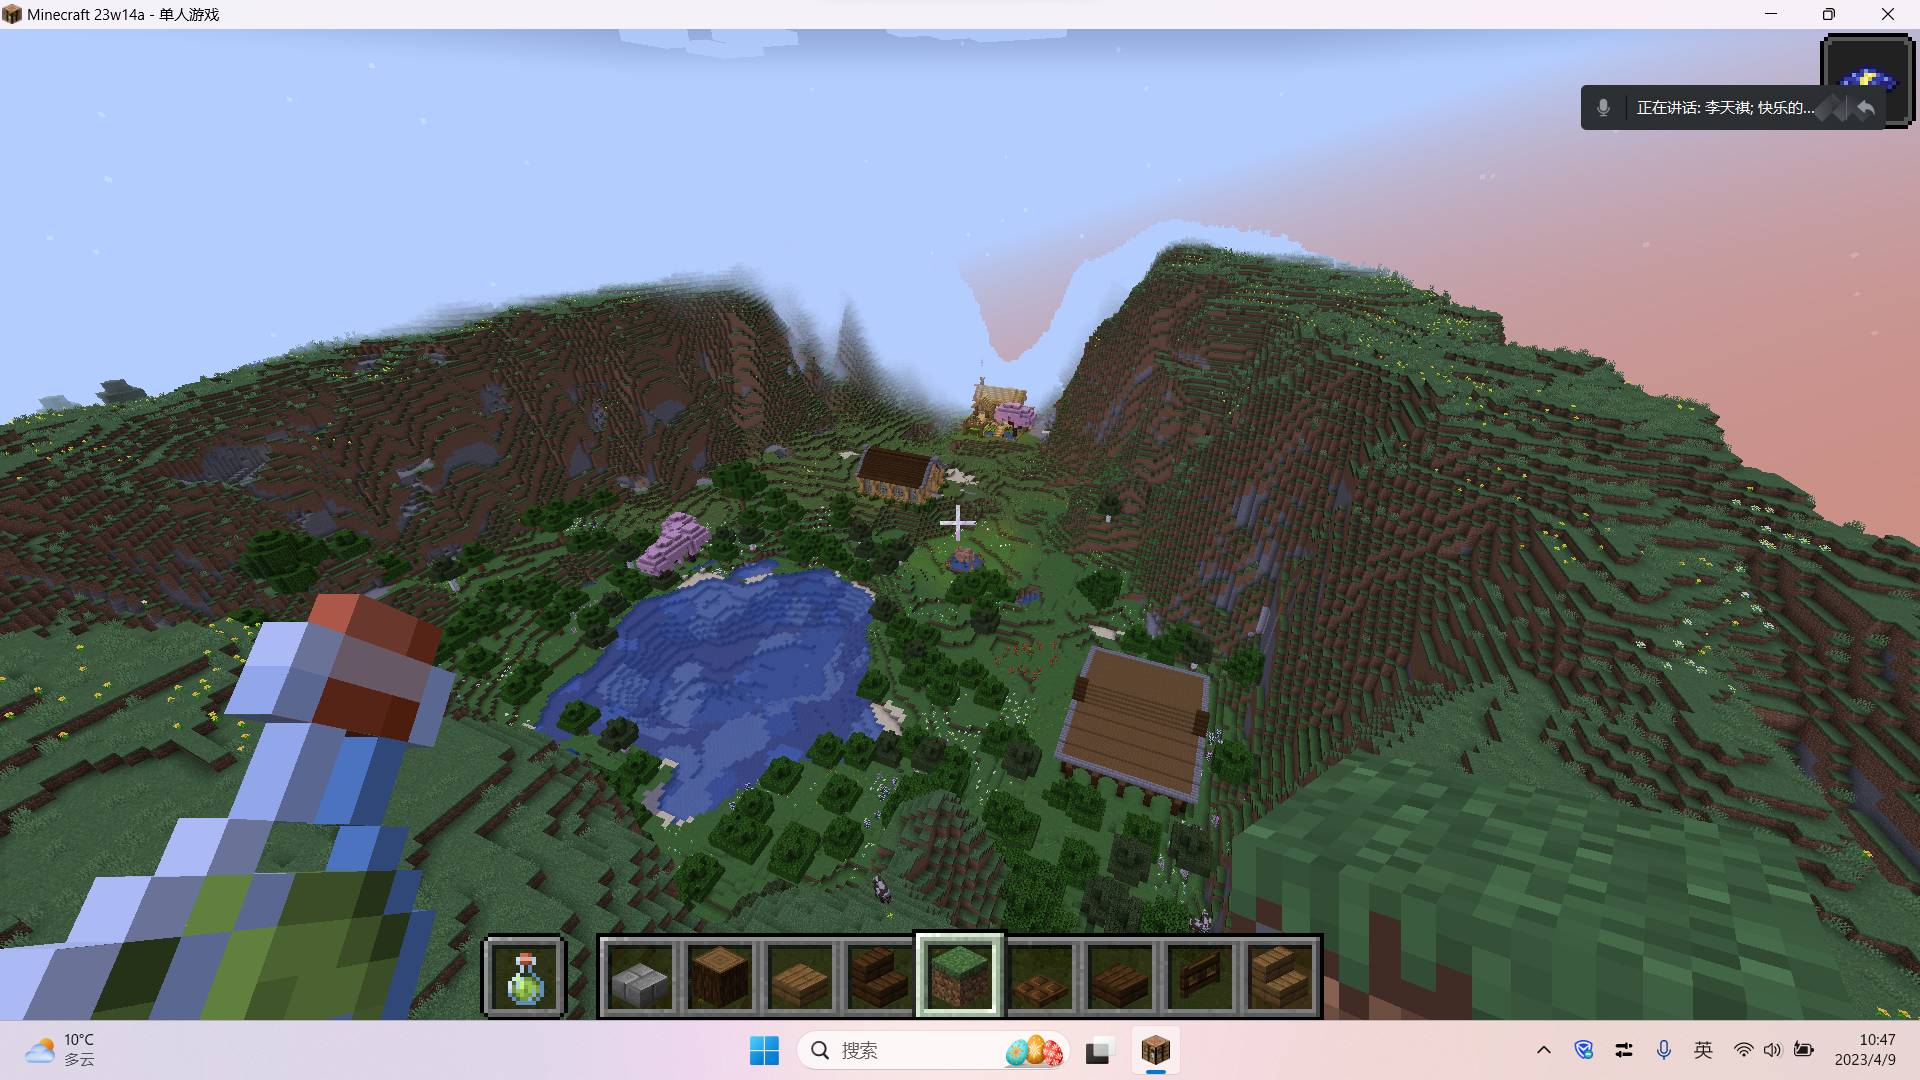 Minecraft 23w14a - 单人游戏
正在讲话: 李天祺; 快乐的...
10°C
多云
搜索
英
10:47
2023/4/9